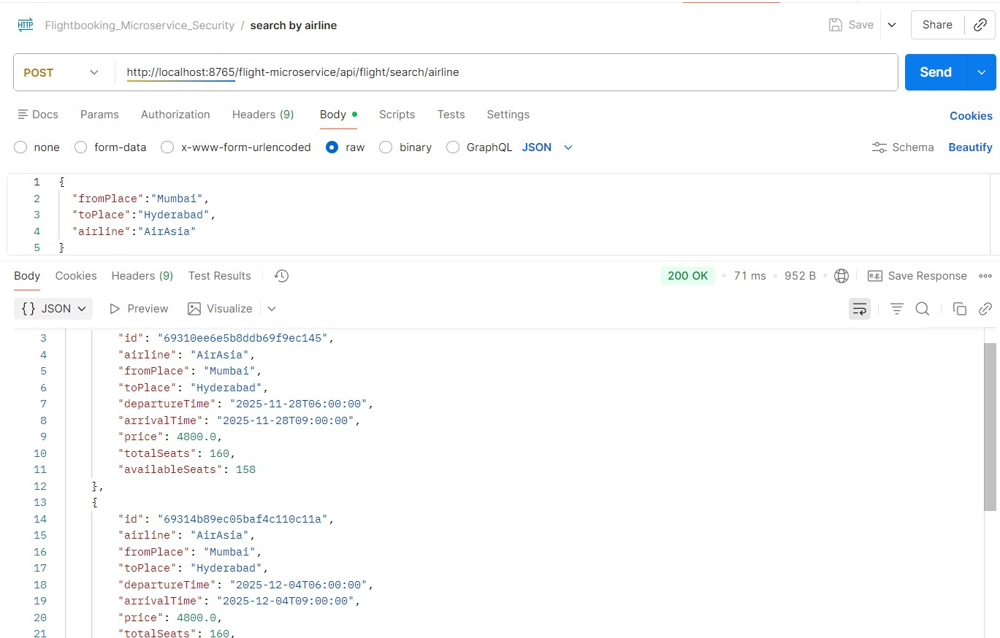 HTTP Flightbooking_Microservice_Security / search by airline Save Share
POST http://localhost:8765/flight-microservice/api/flight/search/airline Send
Docs Params Authorization Headers (9) Body Scripts Tests Settings Cookies
none form-data x-www-form-urlencoded raw binary GraphQL JSON Schema Beautify
1 {
2 "fromPlace":"Mumbai",
3 "toPlace":"Hyderabad",
4 "airline":"AirAsia"
5 }
Body Cookies Headers (9) Test Results 200 OK • 71 ms • 952 B • e.g. Save Response
{} JSON Preview Visualize
3 "id": "69310ee6e5b8ddb69f9ec145",
4 "airline": "AirAsia",
5 "fromPlace": "Mumbai",
6 "toPlace": "Hyderabad",
7 "departureTime": "2025-11-28T06:00:00",
8 "arrivalTime": "2025-11-28T09:00:00",
9 "price": 4800.0,
10 "totalSeats": 160,
11 "availableSeats": 158
12 },
13 {
14 "id": "69314b89ec05baf4c110c11a",
15 "airline": "AirAsia",
16 "fromPlace": "Mumbai",
17 "toPlace": "Hyderabad",
18 "departureTime": "2025-12-04T06:00:00",
19 "arrivalTime": "2025-12-04T09:00:00",
20 "price": 4800.0,
21 "totalSeats": 160,